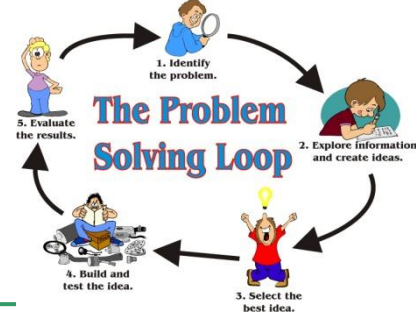 The Problem
Solving Loop
1. Identify
the problem.
2. Explore information
and create ideas.
3. Select the
best idea.
4. Build and
test the idea.
5. Evaluate
the results.